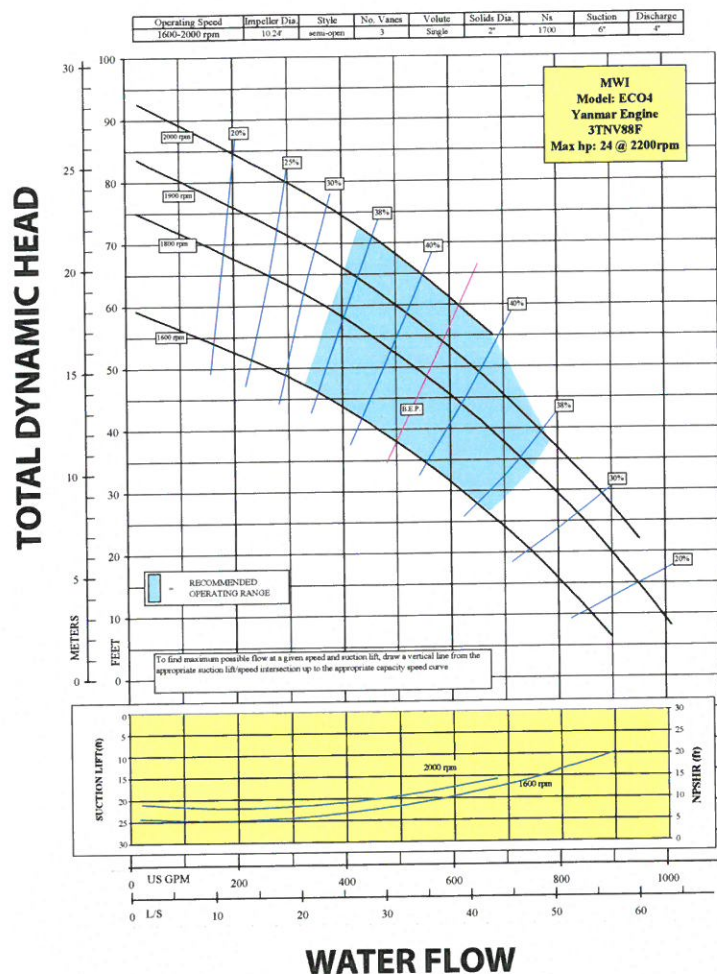 Operating Speed Impeller Dia. Style No. Vanes Volute Solids Dia. Ns Suction Discharge
1600-2000 rpm 10.24' semi-open 3 Single 2" 1700 6" 4"
MWI
Model: ECO4
Yanmar Engine
3TNV88F
Max hp: 24 @ 2200rpm
TOTAL DYNAMIC HEAD
30
25
20
15
10
5
0
METERS
100
90
80
70
60
50
40
30
20
10
0
FEET
2000 rpm
1900 rpm
1800 rpm
1600 rpm
20%
25%
30%
38%
40%
B.E.P.
40%
38%
30%
20%
- RECOMMENDED
OPERATING RANGE
To find maximum possible flow at a given speed and suction lift, draw a vertical line from the
appropriate suction lift/speed intersection up to the appropriate capacity speed curve
SUCTION LIFT(ft)
0
5
10
15
20
25
30
2000 rpm
1600 rpm
30
25
20
15
10
5
0
NPSHR (ft)
0 US GPM 200 400 600 800 1000
0 L/S 10 20 30 40 50 60
WATER FLOW